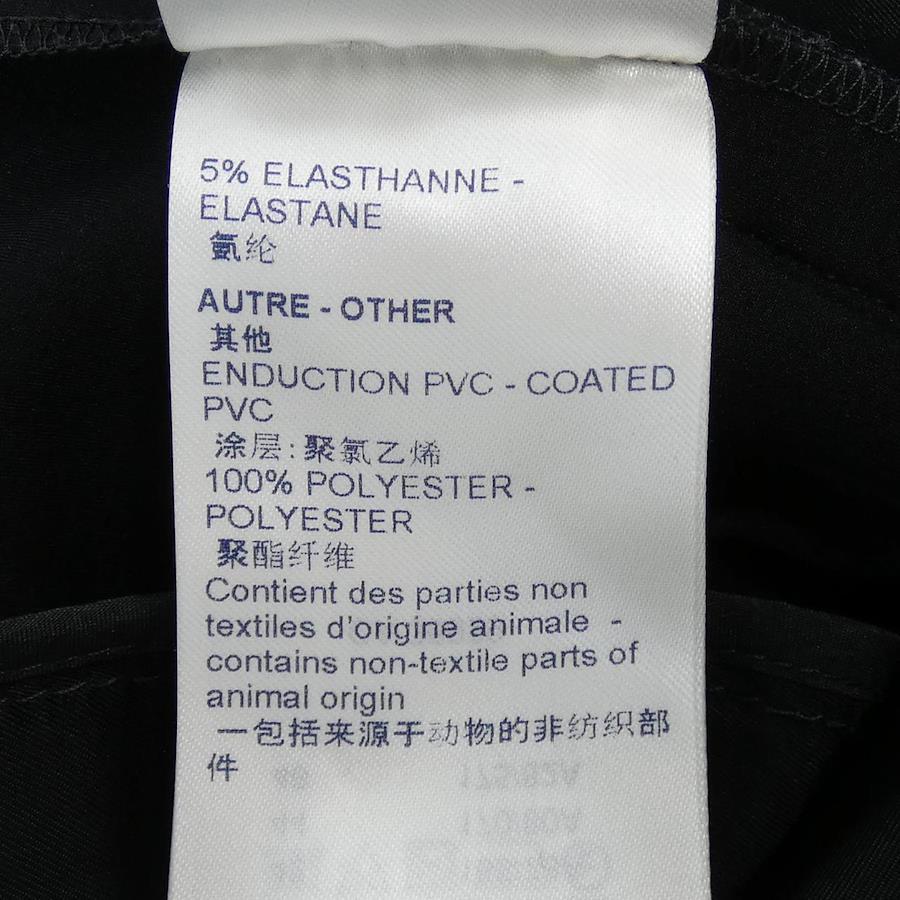 5% ELASTHANNE -
ELASTANE
氨纶
AUTRE - OTHER
其他
ENDUCTION PVC - COATED
PVC
涂层:聚氯乙烯
100% POLYESTER -
POLYESTER
聚酯纤维
Contient des parties non
textiles d'origine animale -
contains non-textile parts of
animal origin
一包括来源于动物的非纺织部
件